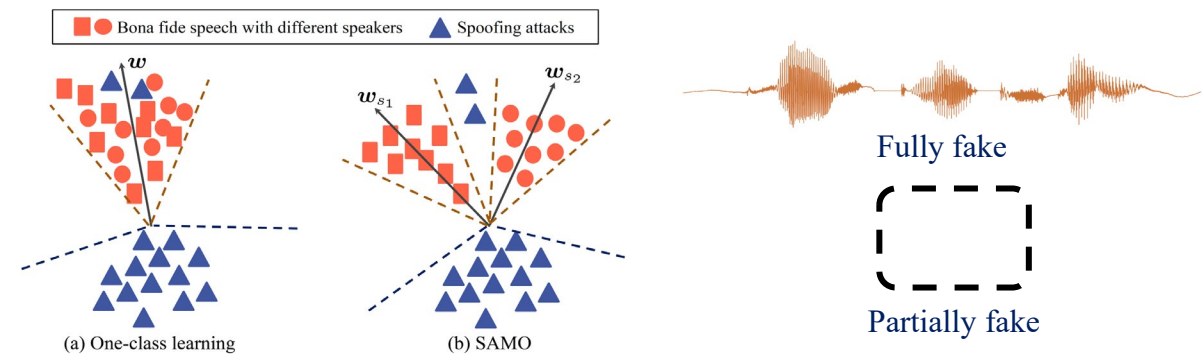 Bona fide speech with different speakers Spoofing attacks
w
w_{s_1}
w_{s_2}
(a) One-class learning
(b) SAMO
Fully fake
Partially fake